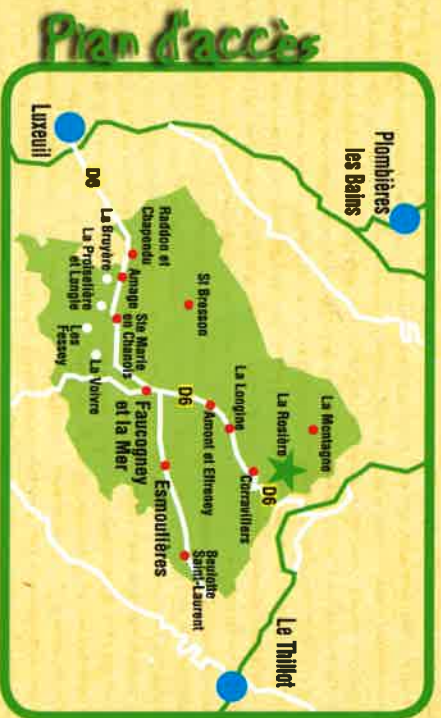 Plan d'accès
Plombières
les Bains
Luxeuil
D6
Raddon et
Chapendu
La Bruyère
Amage
La Proiselière
et Langle
Ste Marie
en Chanois
Les
Fessey
La Voivre
St Bresson
D6
Faucogney
et la Mer
Amont et Effreney
La Longine
Corravillers
La Rosière
La Montagne
D6
Esmoulières
Beulotte
Saint-Laurent
Le Thillot